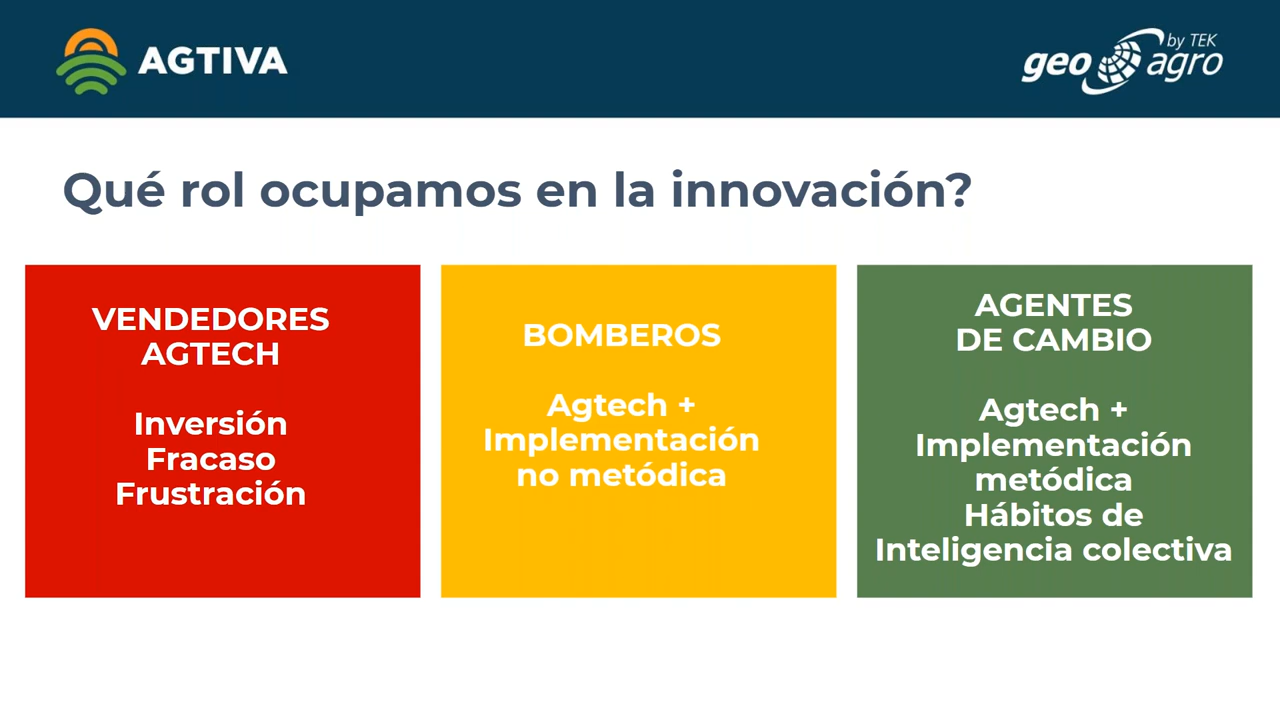 AGTIVA
geo agro by TEK
Qué rol ocupamos en la innovación?
VENDEDORES
AGTECH
Inversión
Fracaso
Frustración
BOMBEROS
Agtech +
Implementación
no metódica
AGENTES
DE CAMBIO
Agtech +
Implementación
metódica
Hábitos de
Inteligencia colectiva